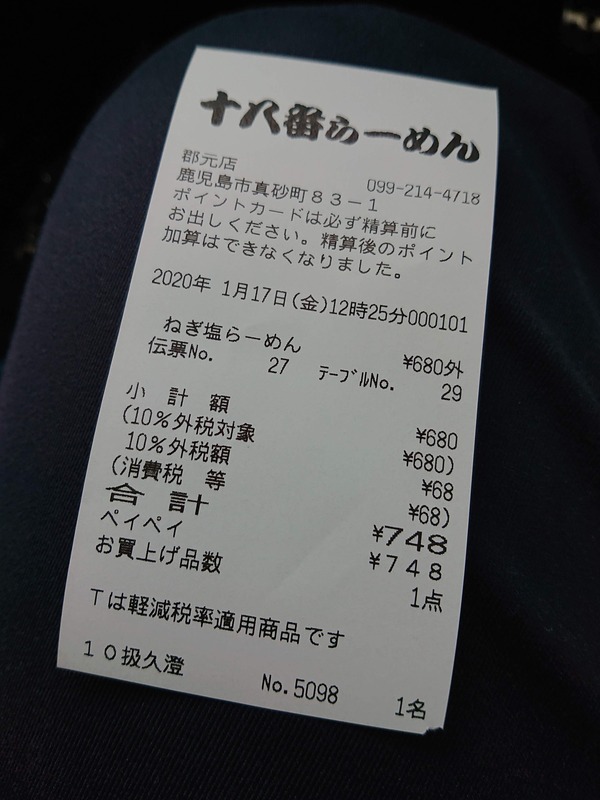 十八番らーめん
郡元店
099-214-4718
鹿児島市真砂町８３－１
ポイントカードは必ず精算前に
お出しください。精算後のポイント
加算はできなくなりました。
2020年 1月17日(金)12時25分000101
ねぎ塩らーめん ¥680外
伝票No. 27 テーブルNo. 29
小 計 額 ¥680
(10%外税対象 ¥680)
10%外税額 ¥68
(消費税 等 ¥68)
合 計 ¥748
ペイペイ ¥７４８
お買上げ品数 1点
Ｔは軽減税率適用商品です
１０扱久澄 No.5098 1名